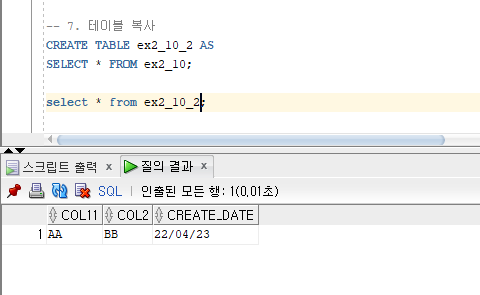 -- 7. 테이블 복사
CREATE TABLE ex2_10_2 AS
SELECT * FROM ex2_10;
select * from ex2_10_2;
스크립트 출력 x 질의 결과 x
SQL | 인출된 모든 행: 1(0,01초)
COL11 COL2 CREATE_DATE
1 AA BB 22/04/23